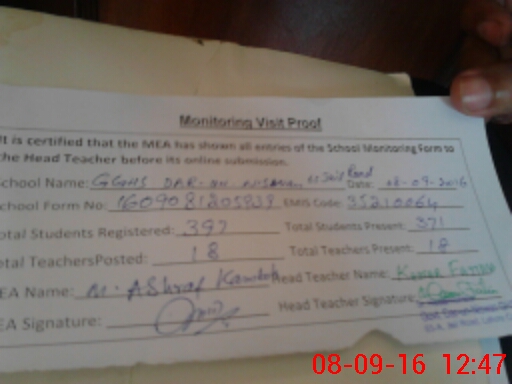 Monitoring Visit Proof
It is certified that the MEA has shown all entries of the School Monitoring Form to
the Head Teacher before its online submission.
School Name: GGHS DAR-UN-NISWAN Road Date: 08-09-2016
School Form No: EMIS Code: 35210064
Total Students Registered: 397 Total Students Present: 371
Total TeachersPosted: 18 Total Teachers Present: 18
MEA Name: M. AShraf Head Teacher Name:
MEA Signature: Head Teacher Signature:
08-09-16 12:47